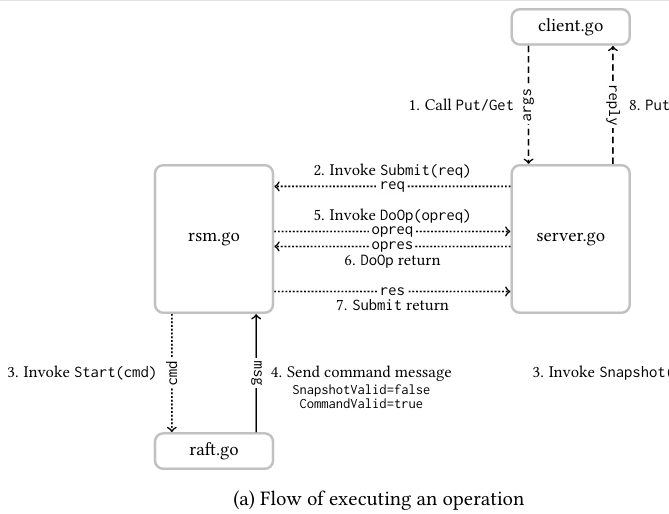 client.go
1. Call Put/Get
args
reply
8. Put
2. Invoke Submit(req)
req
5. Invoke DoOp(opreq)
opreq
opres
6. DoOp return
res
7. Submit return
rsm.go
server.go
3. Invoke Start(cmd)
cmd
msg
4. Send command message
SnapshotValid=false
CommandValid=true
3. Invoke Snapshot(
raft.go
(a) Flow of executing an operation